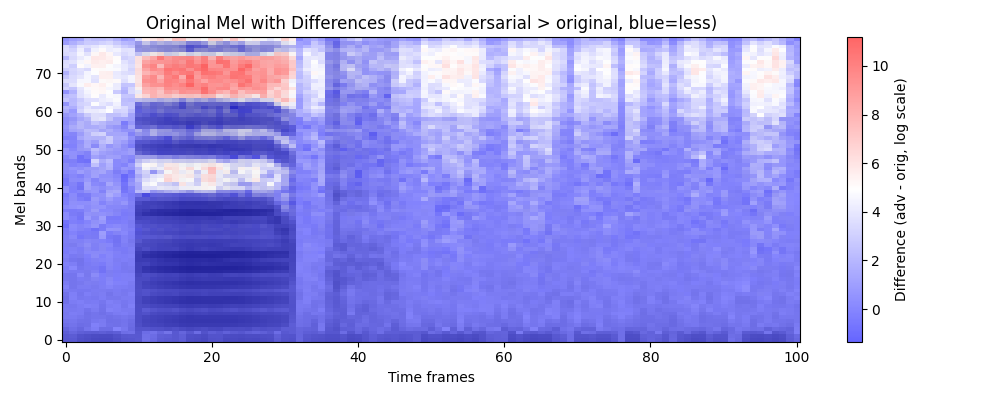 Original Mel with Differences (red=adversarial > original, blue=less)
Mel bands
70
60
50
40
30
20
10
0
0 20 40 60 80 100
Time frames
10
8
6
4
2
0
Difference (adv - orig, log scale)